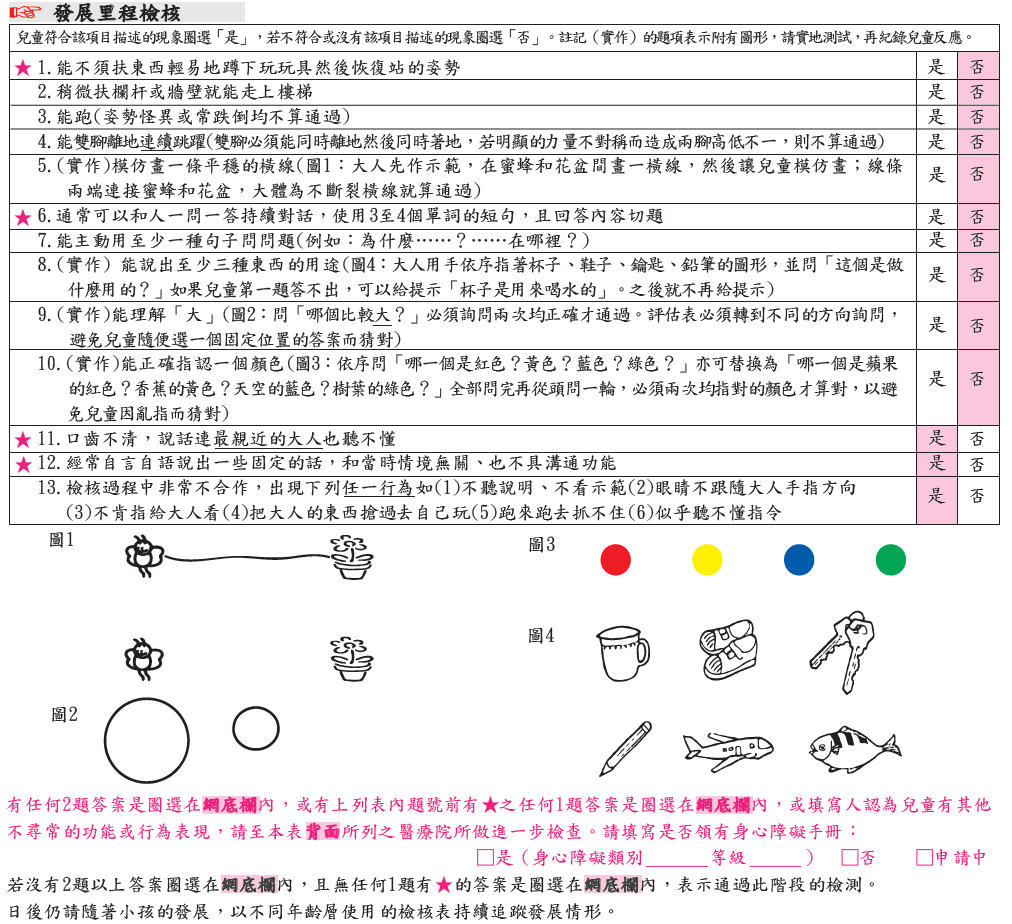 ☞ 發展里程檢核
兒童符合該項目描述的現象圈選「是」，若不符合或沒有該項目描述的現象圈選「否」。註記（實作）的題項表示附有圖形，請實地測試，再紀錄兒童反應。
★ 1.能不須扶東西輕易地蹲下玩玩具然後恢復站的姿勢 是 否
2.稍微扶欄杆或牆壁就能走上樓梯 是 否
3.能跑(姿勢怪異或常跌倒均不算通過) 是 否
4.能雙腳離地連續跳躍(雙腳必須能同時離地然後同時著地，若明顯的力量不對稱而造成兩腳高低不一，則不算通過) 是 否
5.(實作)模仿畫一條平穩的橫線(圖1：大人先作示範，在蜜蜂和花盆間畫一橫線，然後讓兒童模仿畫；線條
兩端連接蜜蜂和花盆，大體為不斷裂橫線就算通過) 是 否
★ 6.通常可以和人一問一答持續對話，使用3至4個單詞的短句，且回答內容切題 是 否
7.能主動用至少一種句子問問題(例如：為什麼……？……在哪裡？) 是 否
8.(實作) 能說出至少三種東西的用途(圖4：大人用手依序指著杯子、鞋子、鑰匙、鉛筆的圖形，並問「這個是做
什麼用的？」如果兒童第一題答不出，可以給提示「杯子是用來喝水的」。之後就不再給提示) 是 否
9.(實作)能理解「大」(圖2：問「哪個比較大？」必須詢問兩次均正確才通過。評估表必須轉到不同的方向詢問，
避免兒童隨便選一個固定位置的答案而猜對) 是 否
10.(實作)能正確指認一個顏色(圖3：依序問「哪一個是紅色？黃色？藍色？綠色？」亦可替換為「哪一個是蘋果
的紅色？香蕉的黃色？天空的藍色？樹葉的綠色？」全部問完再從頭問一輪，必須兩次均指對的顏色才算對，以避
免兒童因亂指而猜對) 是 否
★ 11.口齒不清，說話連最親近的大人也聽不懂 是 否
★ 12.經常自言自語說出一些固定的話，和當時情境無關、也不具溝通功能 是 否
13.檢核過程中非常不合作，出現下列任一行為如(1)不聽說明、不看示範(2)眼睛不跟隨大人手指方向
(3)不肯指給大人看(4)把大人的東西搶過去自己玩(5)跑來跑去抓不住(6)似乎聽不懂指令 是 否
圖1
圖3
圖4
圖2
有任何2題答案是圈選在網底欄內，或有上列表內題號前有★之任何1題答案是圈選在網底欄內，或填寫人認為兒童有其他
不尋常的功能或行為表現，請至本表背面所列之醫療院所做進一步檢查。請填寫是否領有身心障礙手冊：
□是（身心障礙類別______等級_____） □否 □申請中
若沒有2題以上答案圈選在網底欄內，且無任何1題有★的答案是圈選在網底欄內，表示通過此階段的檢測。
日後仍請隨著小孩的發展，以不同年齡層使用的檢核表持續追蹤發展情形。